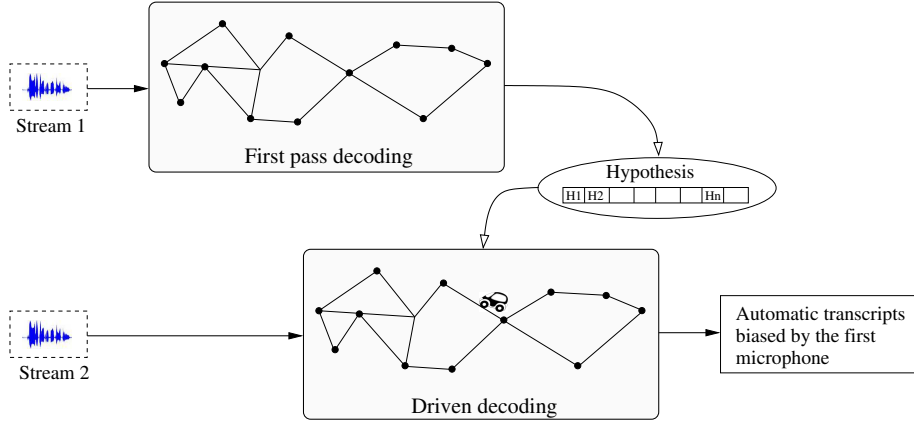 Stream 1
First pass decoding
Hypothesis
H1 H2 Hn
Stream 2
Driven decoding
Automatic transcripts
biased by the first
microphone